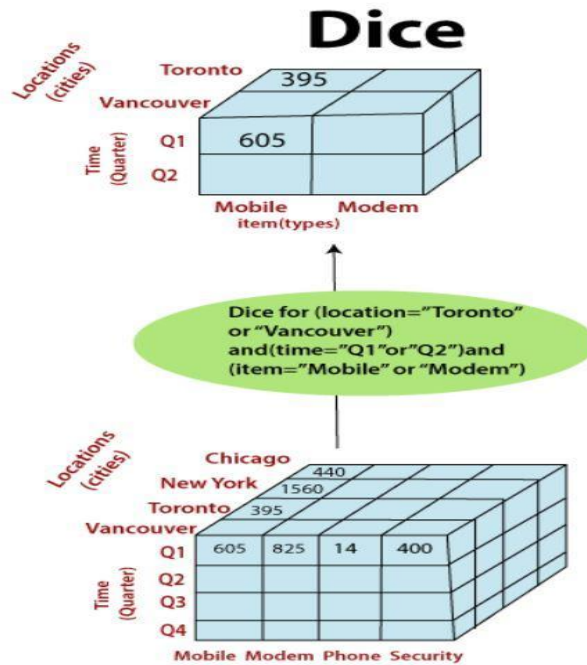 Dice
Locations
(cities)
Toronto
395
Vancouver
Time
(Quarter)
Q1
605
Q2
Mobile Modem
item(types)
Dice for (location="Toronto"
or "Vancouver")
and(time="Q1"or"Q2")and
(item="Mobile" or "Modem")
Locations
(cities)
Chicago
440
New York
1560
Toronto
395
Vancouver
Time
(Quarter)
Q1 605 825 14 400
Q2
Q3
Q4
Mobile Modem Phone Security